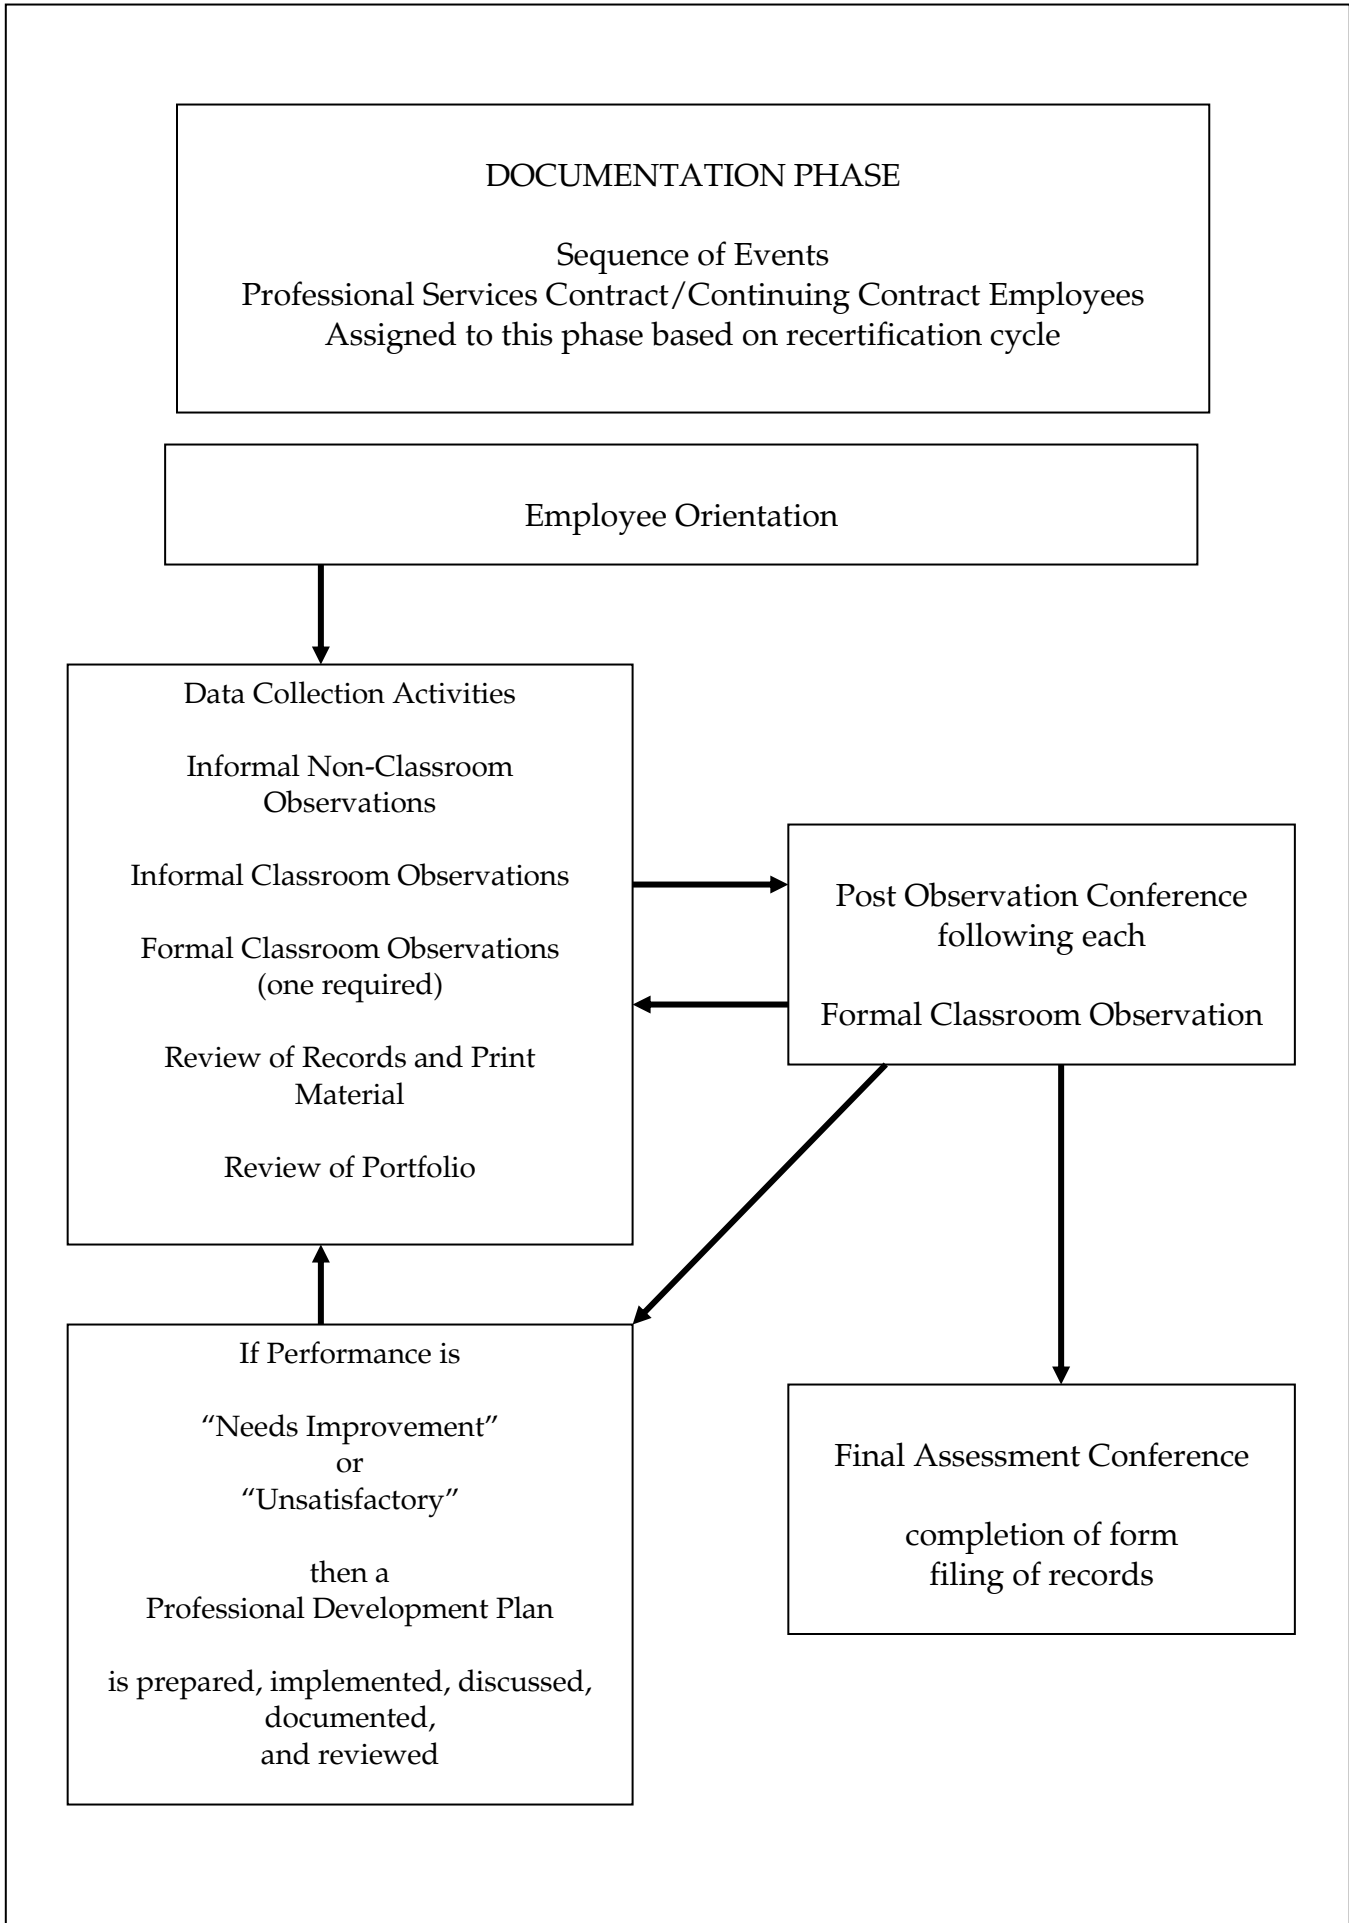 DOCUMENTATION PHASE
Sequence of Events
Professional Services Contract/Continuing Contract Employees
Assigned to this phase based on recertification cycle
Employee Orientation
Data Collection Activities
Informal Non-Classroom
Observations
Informal Classroom Observations
Formal Classroom Observations
(one required)
Review of Records and Print
Material
Review of Portfolio
Post Observation Conference
following each
Formal Classroom Observation
If Performance is
“Needs Improvement”
or
“Unsatisfactory”
then a
Professional Development Plan
is prepared, implemented, discussed,
documented,
and reviewed
Final Assessment Conference
completion of form
filing of records